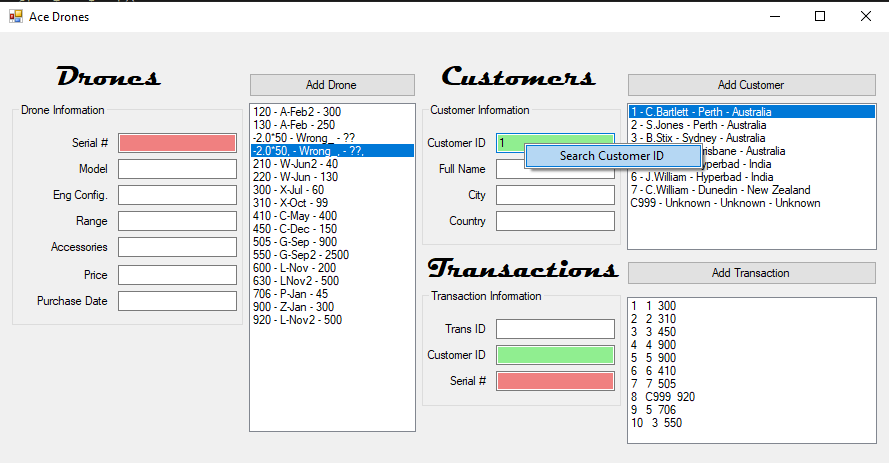 Ace Drones
Drones
Add Drone
Drone Information
Serial #
Model
Eng Config.
Range
Accessories
Price
Purchase Date
120 - A-Feb2 - 300
130 - A-Feb - 250
-2.0*50 - Wrong_ - ??
-2.0*50, - Wrong_, - ??,
210 - W-Jun2 - 40
220 - W-Jun - 130
300 - X-Jul - 60
310 - X-Oct - 99
410 - C-May - 400
450 - C-Dec - 150
505 - G-Sep - 900
550 - G-Sep2 - 2500
600 - L-Nov - 200
630 - LNov2 - 500
706 - P-Jan - 45
900 - Z-Jan - 300
920 - L-Nov2 - 500
Customers
Add Customer
Customer Information
Customer ID 1
Search Customer ID
Full Name
City
Country
1 - C.Bartlett - Perth - Australia
2 - S.Jones - Perth - Australia
3 - B.Stix - Sydney - Australia
risbane - Australia
Hyperbad - India
6 - J.William - Hyperbad - India
7 - C.William - Dunedin - New Zealand
C999 - Unknown - Unknown - Unknown
Transactions
Add Transaction
Transaction Information
Trans ID
Customer ID
Serial #
1 1 300
2 2 310
3 3 450
4 4 900
5 5 900
6 6 410
7 7 505
8 C999 920
9 5 706
10 3 550